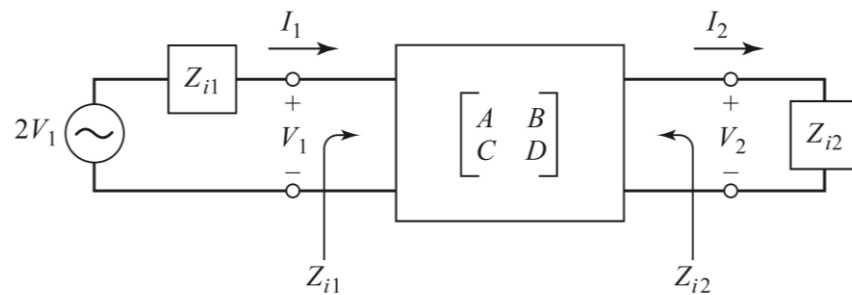 I1 I2
Zi1
+ +
2V1 V1 A B V2 Zi2
C D
− −
Zi1 Zi2